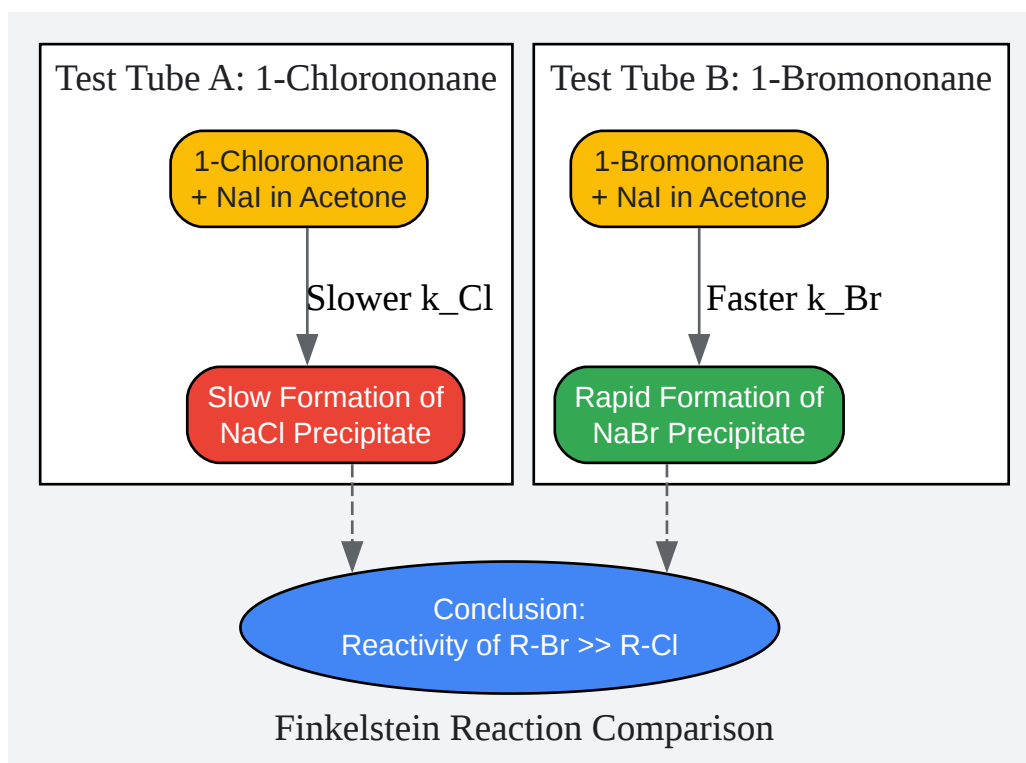 Test Tube A: 1-Chlorononane
1-Chlorononane
+ NaI in Acetone
Slower k_Cl
Slow Formation of
NaCl Precipitate
Test Tube B: 1-Bromononane
1-Bromononane
+ NaI in Acetone
Faster k_Br
Rapid Formation of
NaBr Precipitate
Conclusion:
Reactivity of R-Br >> R-Cl
Finkelstein Reaction Comparison